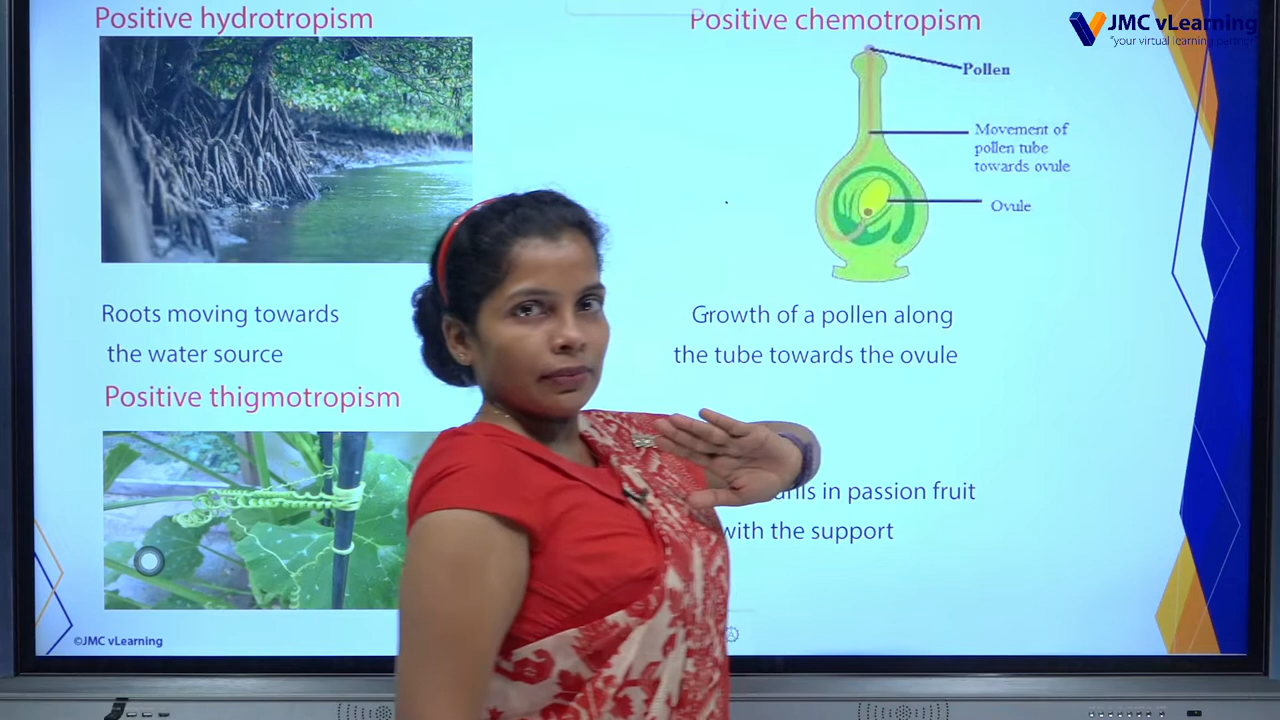 Positive hydrotropism
Roots moving towards
the water source
Positive chemotropism
Pollen
Movement of
pollen tube
towards ovule
Ovule
Growth of a pollen along
the tube towards the ovule
Positive thigmotropism
in passion fruit
with the support
©JMC vLearning
JMC vLearning
"your virtual learning partner"